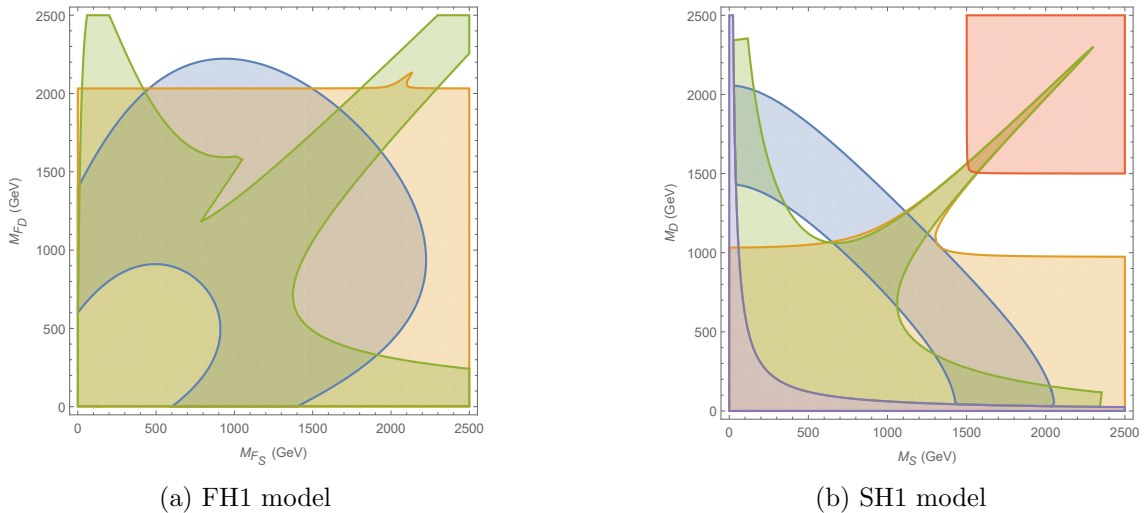 2500
2000
1500
1000
500
0
M_{F_D} (GeV)
0 500 1000 1500 2000 2500
M_{F_S} (GeV)
(a) FH1 model
2500
2000
1500
1000
500
0
M_D (GeV)
0 500 1000 1500 2000 2500
M_S (GeV)
(b) SH1 model